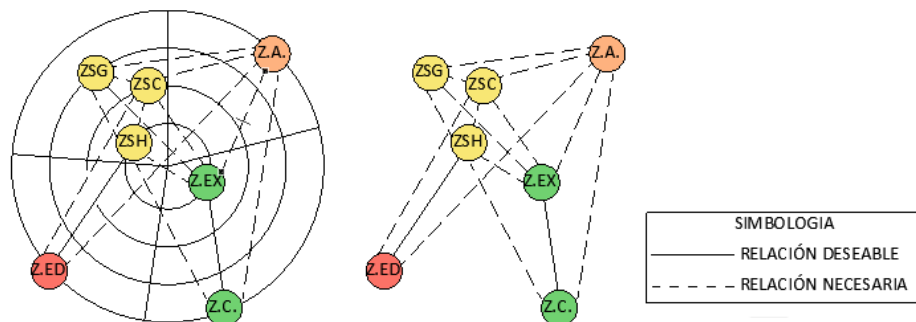 Z.A.
ZSG
ZSC
ZSH
Z.EX
Z.ED
Z.C.
Z.A.
ZSG
ZSC
ZSH
Z.EX
Z.ED
Z.C.
SIMBOLOGIA
RELACIÓN DESEABLE
RELACIÓN NECESARIA